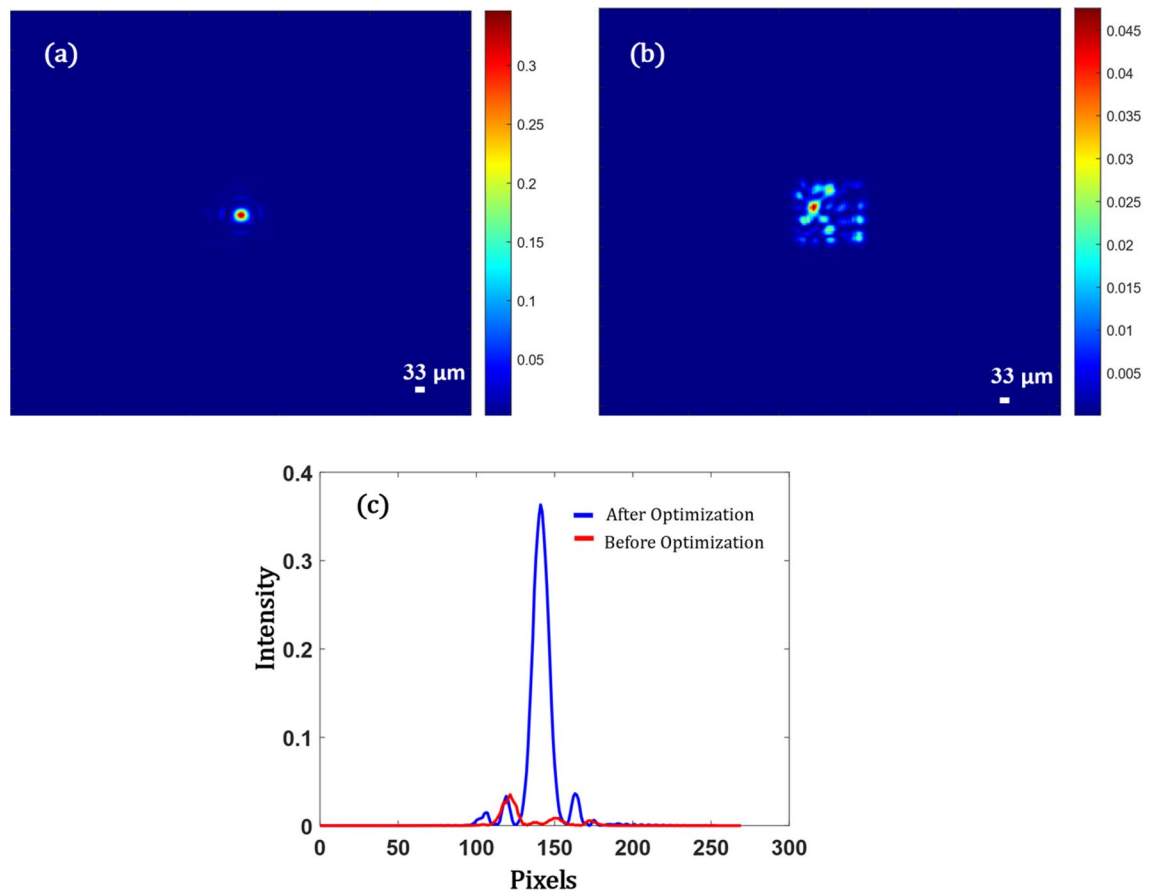 (a)
0.3
0.25
0.2
0.15
0.1
0.05
33 µm
(b)
0.045
0.04
0.035
0.03
0.025
0.02
0.015
0.01
0.005
33 µm
(c)
0.4
0.3
0.2
0.1
0
Intensity
After Optimization
Before Optimization
0 50 100 150 200 250 300
Pixels